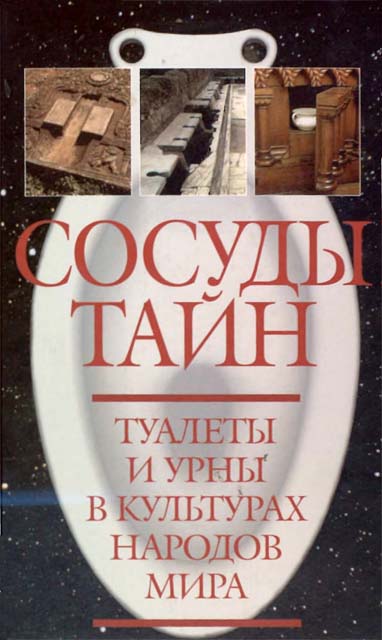 СОСУДЫ
ТАЙН
ТУАЛЕТЫ
И УРНЫ
В КУЛЬТУРАХ
НАРОДОВ
МИРА